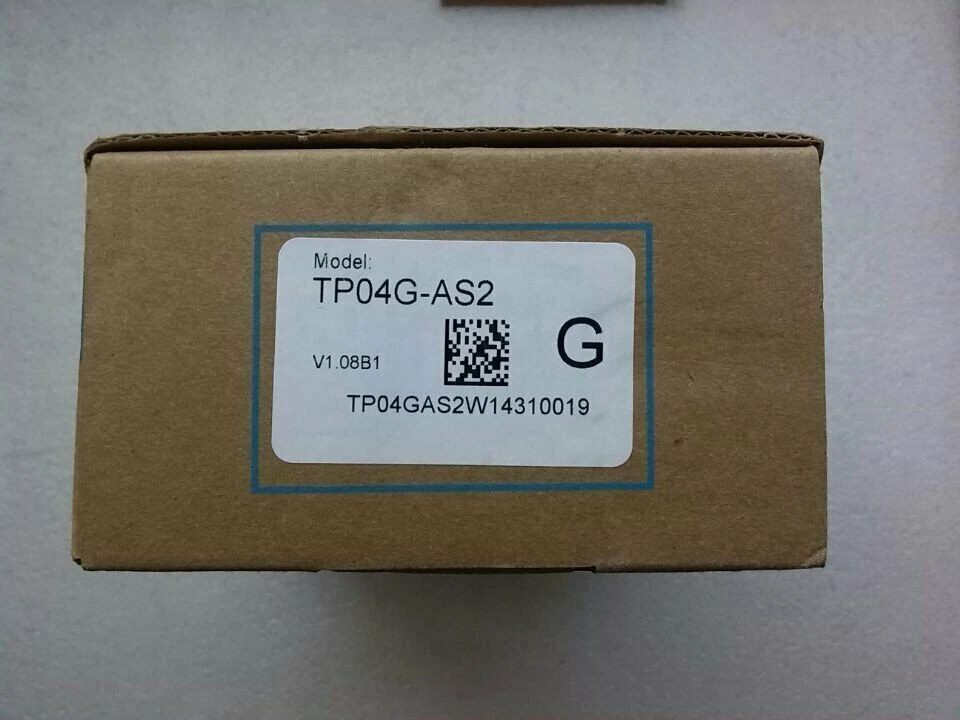 Model:
TP04G-AS2
G
V1.08B1
TP04GAS2W14310019